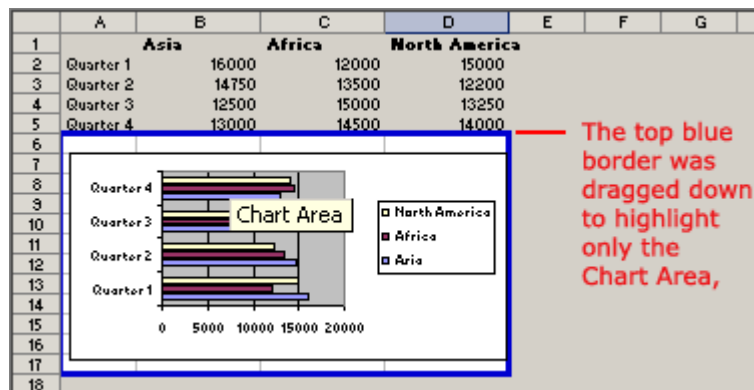 A B C D E F G
1 Asia Africa North America
2 Quarter 1 16000 12000 15000
3 Quarter 2 14750 13500 12200
4 Quarter 3 12500 15000 13250
5 Quarter 4 13000 14500 14000
6
7
8
9
10
11
12
13
14
15
16
17
18
Quarter 4
Quarter 3
Quarter 2
Quarter 1
0 5000 10000 15000 20000
Chart Area
North America
Africa
Asia
The top blue
border was
dragged down
to highlight
only the
Chart Area,